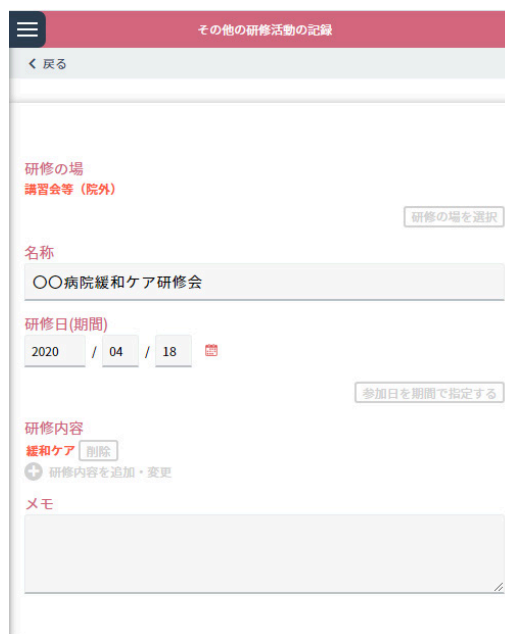 その他の研修活動の記録
戻る
研修の場
講習会等（院外）
研修の場を選択
名称
〇〇病院緩和ケア研修会
研修日(期間)
2020 / 04 / 18
参加日を期間で指定する
研修内容
緩和ケア 削除
研修内容を追加・変更
メモ